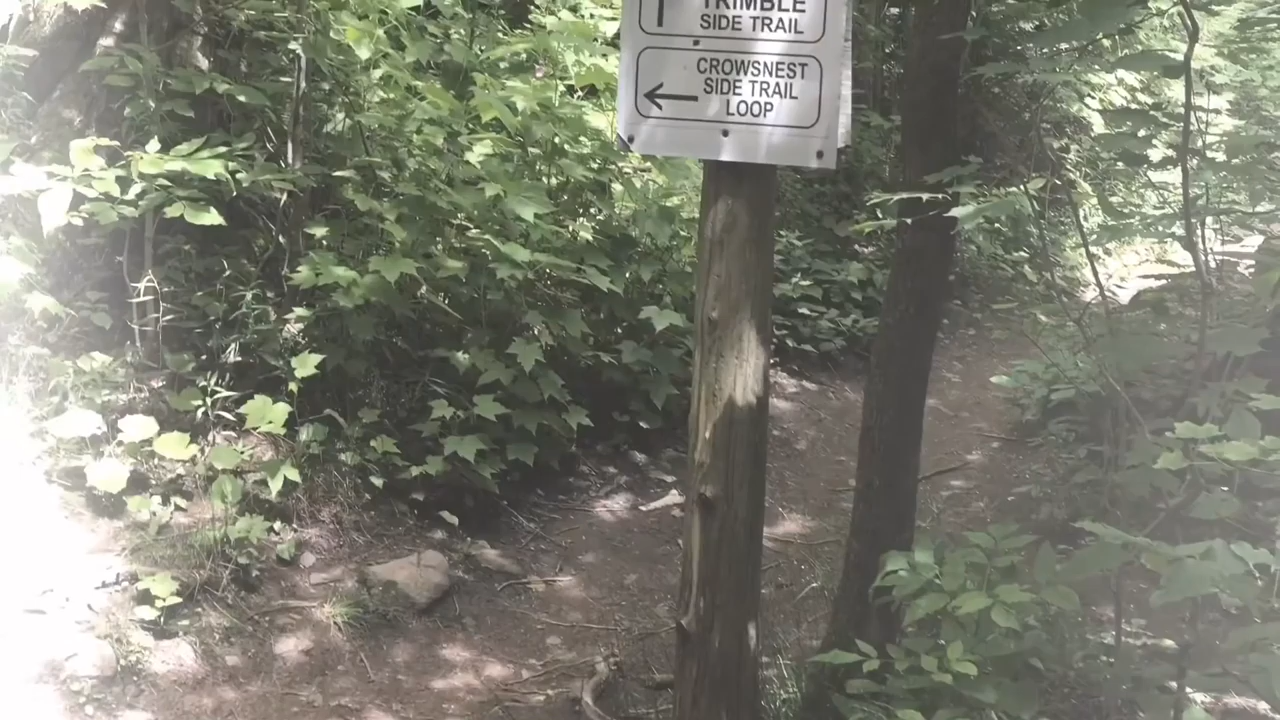 TRIMBLE
SIDE TRAIL
CROWSNEST
SIDE TRAIL
LOOP